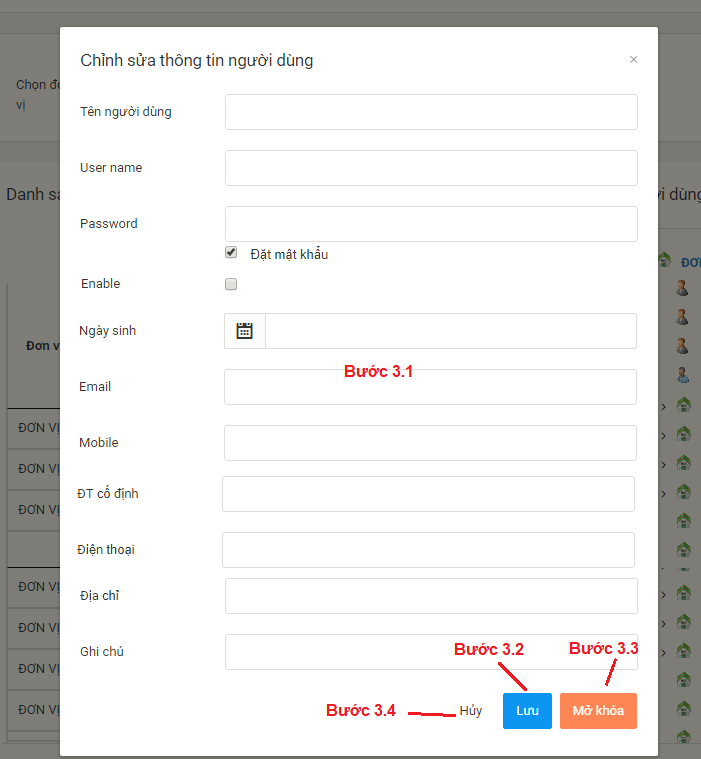 Chỉnh sửa thông tin người dùng
×
Chọn đơ
vị
Tên người dùng
User name
Danh sá
ời dùng
Password
Đặt mật khẩu
ĐƠ
Enable
Ngày sinh
Đơn v
Bước 3.1
Email
ĐƠN VỊ
Mobile
ĐƠN VỊ
ĐT cố định
ĐƠN VỊ
Điện thoại
ĐƠN VỊ
Địa chỉ
ĐƠN VỊ
Ghi chú
Bước 3.2
Bước 3.3
ĐƠN VỊ
Bước 3.4
Hủy
Lưu
Mở khóa
ĐƠN VỊ